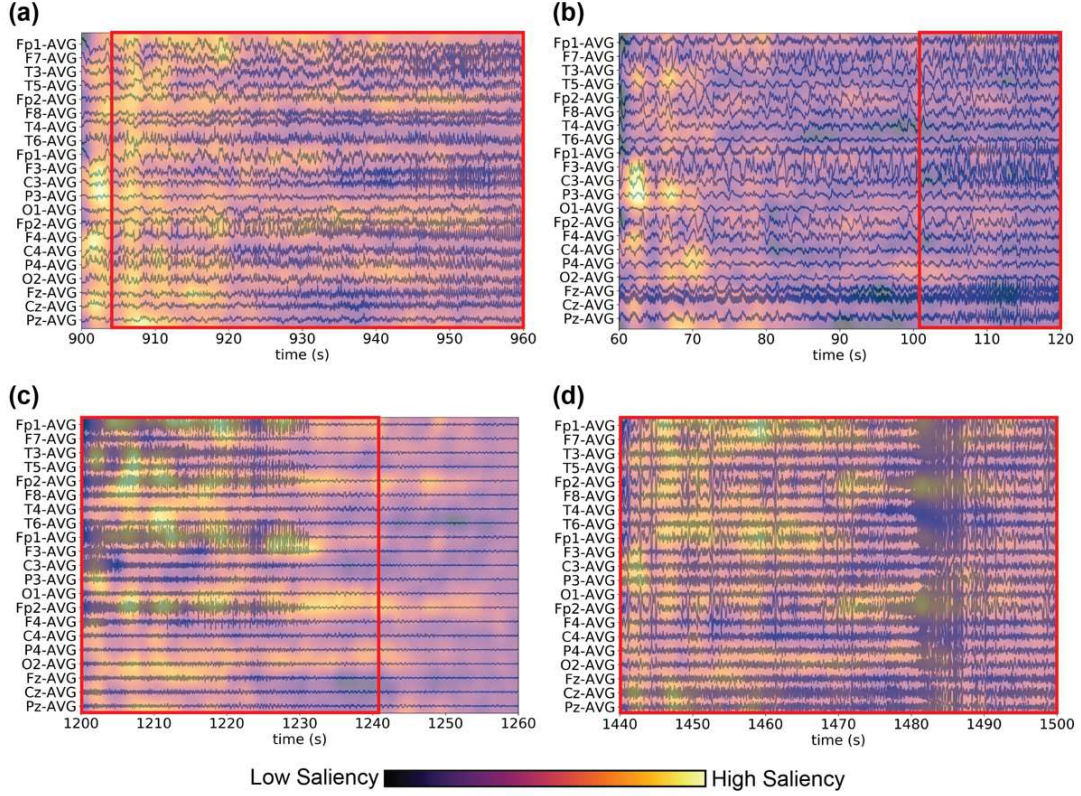 (a)
Fp1-AVG
F7-AVG
T3-AVG
T5-AVG
Fp2-AVG
F8-AVG
T4-AVG
T6-AVG
Fp1-AVG
F3-AVG
C3-AVG
P3-AVG
O1-AVG
Fp2-AVG
F4-AVG
C4-AVG
P4-AVG
O2-AVG
Fz-AVG
Cz-AVG
Pz-AVG
900 910 920 930 940 950 960
time (s)
(b)
Fp1-AVG
F7-AVG
T3-AVG
T5-AVG
Fp2-AVG
F8-AVG
T4-AVG
T6-AVG
Fp1-AVG
F3-AVG
C3-AVG
P3-AVG
O1-AVG
Fp2-AVG
F4-AVG
C4-AVG
P4-AVG
O2-AVG
Fz-AVG
Cz-AVG
Pz-AVG
60 70 80 90 100 110 120
time (s)
(c)
Fp1-AVG
F7-AVG
T3-AVG
T5-AVG
Fp2-AVG
F8-AVG
T4-AVG
T6-AVG
Fp1-AVG
F3-AVG
C3-AVG
P3-AVG
O1-AVG
Fp2-AVG
F4-AVG
C4-AVG
P4-AVG
O2-AVG
Fz-AVG
Cz-AVG
Pz-AVG
1200 1210 1220 1230 1240 1250 1260
time (s)
(d)
Fp1-AVG
F7-AVG
T3-AVG
T5-AVG
Fp2-AVG
F8-AVG
T4-AVG
T6-AVG
Fp1-AVG
F3-AVG
C3-AVG
P3-AVG
O1-AVG
Fp2-AVG
F4-AVG
C4-AVG
P4-AVG
O2-AVG
Fz-AVG
Cz-AVG
Pz-AVG
1440 1450 1460 1470 1480 1490 1500
time (s)
Low Saliency High Saliency